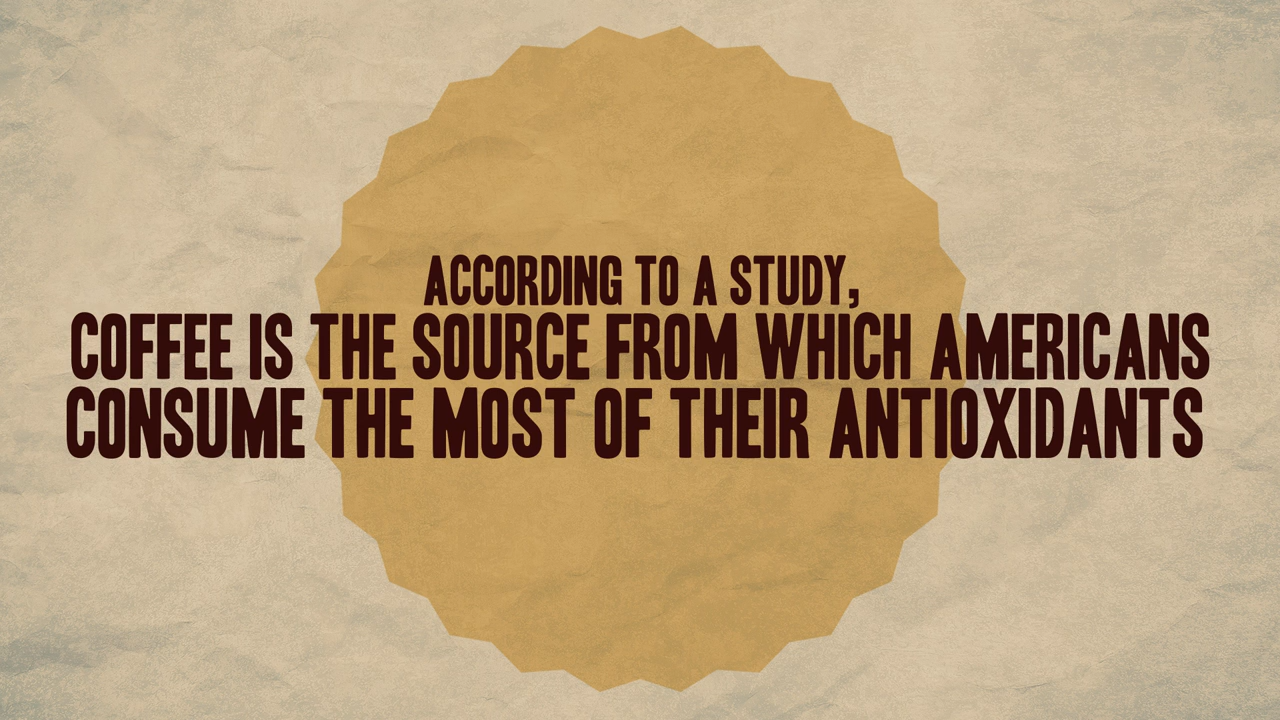 ACCORDING TO A STUDY,
COFFEE IS THE SOURCE FROM WHICH AMERICANS
CONSUME THE MOST OF THEIR ANTIOXIDANTS